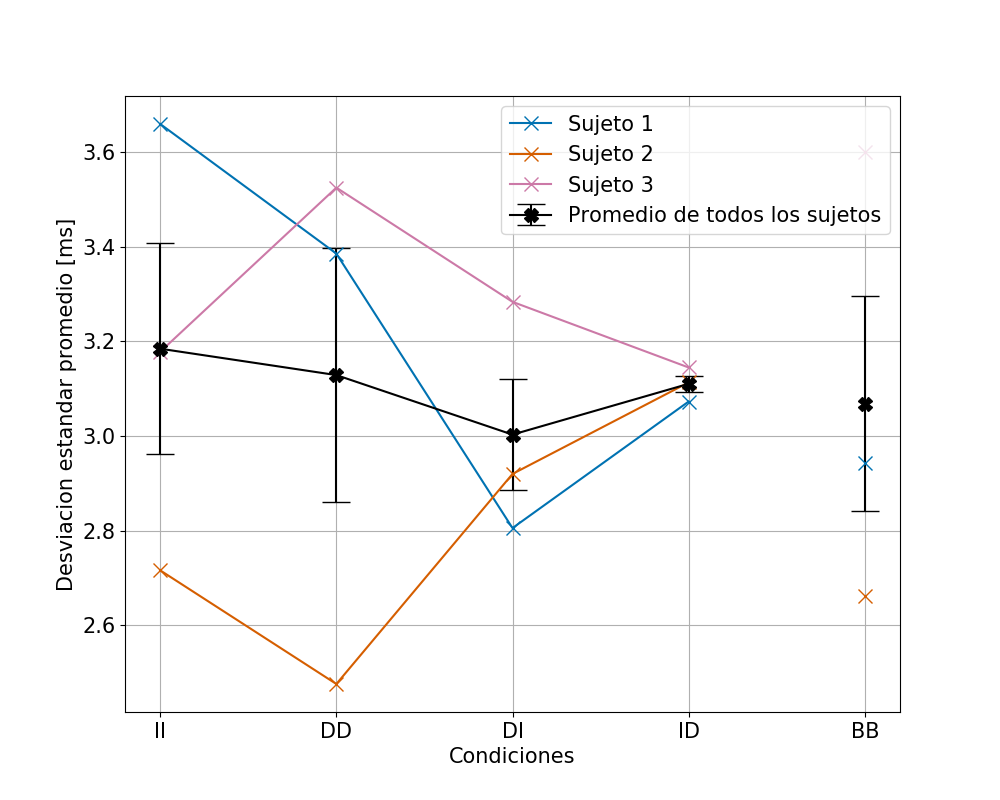 Sujeto 1
Sujeto 2
Sujeto 3
Promedio de todos los sujetos
Desviacion estandar promedio [ms]
3.6
3.4
3.2
3.0
2.8
2.6
II
DD
DI
ID
BB
Condiciones